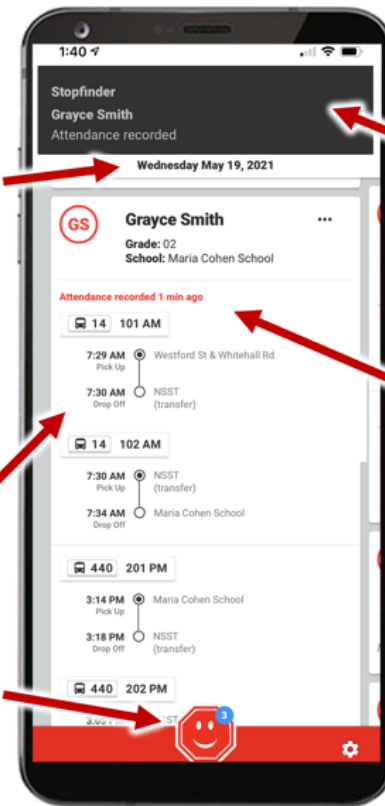 1:40
Stopfinder
Grayce Smith
Attendance recorded
Wednesday May 19, 2021
GS Grayce Smith ...
Grade: 02
School: Maria Cohen School
Attendance recorded 1 min ago
14 101 AM
7:29 AM Westford St & Whitehall Rd
Pick Up
7:30 AM NSST
Drop Off (transfer)
14 102 AM
7:30 AM NSST
Pick Up (transfer)
7:34 AM Maria Cohen School
Drop Off
440 201 PM
3:14 PM Maria Cohen School
Pick Up
3:18 PM NSST
Drop Off (transfer)
440 202 PM
3